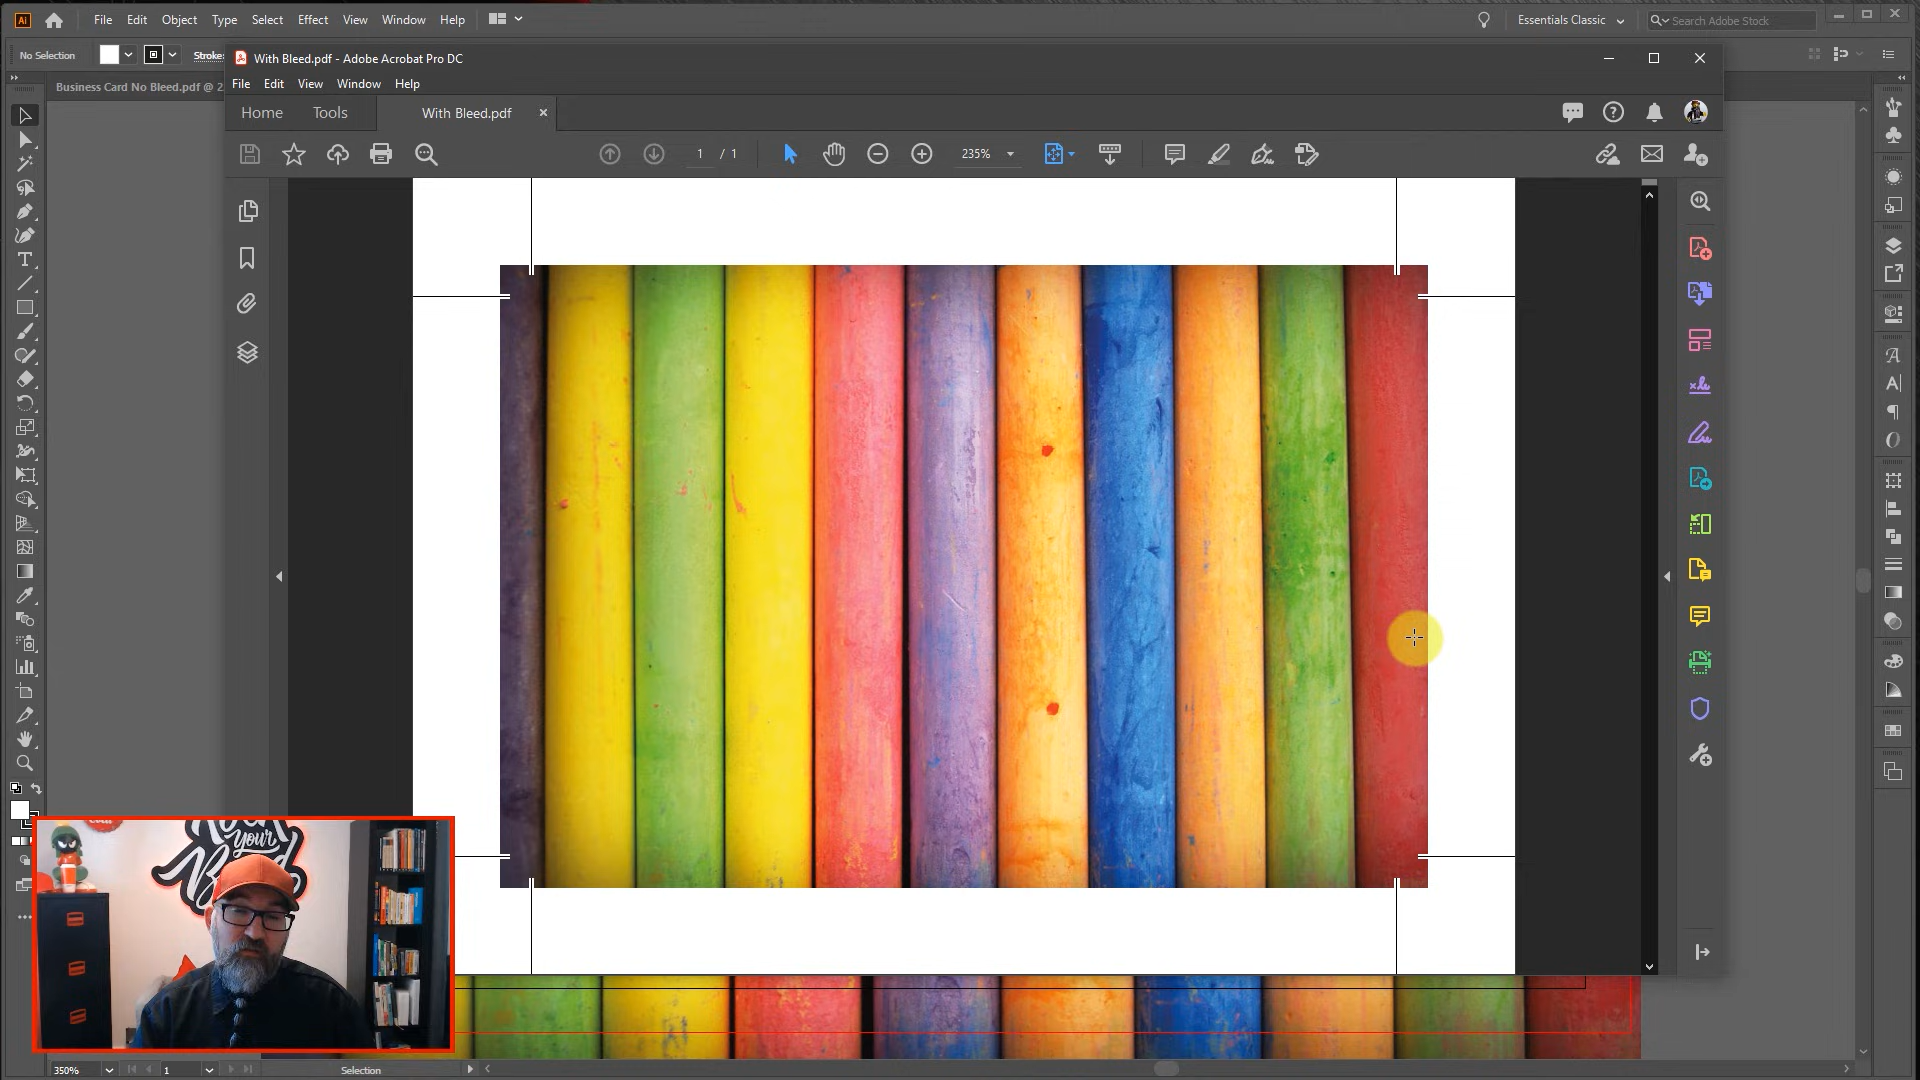 File Edit Object Type Select Effect View Window Help
Essentials Classic
Search Adobe Stock
No Selection
Stroke
With Bleed.pdf - Adobe Acrobat Pro DC
File Edit View Window Help
Business Card No Bleed.pdf @ 2
Home Tools With Bleed.pdf
1 / 1
235%
Rock
your
350%
1
Selection